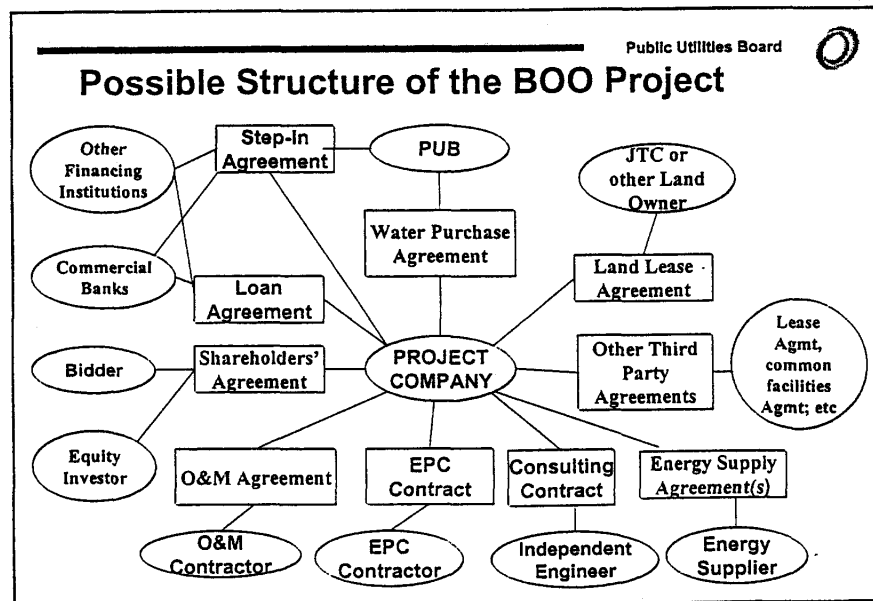 Public Utilities Board
Possible Structure of the BOO Project
Other
Financing
Institutions
Step-In
Agreement
PUB
JTC or
other Land
Owner
Water Purchase
Agreement
Commercial
Banks
Loan
Agreement
Land Lease
Agreement
Bidder
Shareholders'
Agreement
PROJECT
COMPANY
Other Third
Party
Agreements
Lease
Agmt,
common
facilities
Agmt; etc
Equity
Investor
O&M Agreement
EPC
Contract
Consulting
Contract
Energy Supply
Agreement(s)
O&M
Contractor
EPC
Contractor
Independent
Engineer
Energy
Supplier